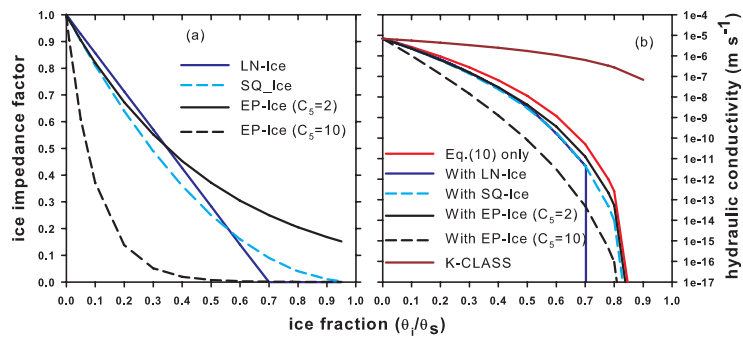 (a)
LN-Ice
SQ_Ice
EP-Ice (C5=2)
EP-Ice (C5=10)
1.0
0.9
0.8
0.7
0.6
0.5
0.4
0.3
0.2
0.1
0.0
ice impedance factor
0.0 0.1 0.2 0.3 0.4 0.5 0.6 0.7 0.8 0.9 1.0
(b)
Eq.(10) only
With LN-Ice
With SQ-Ice
With EP-Ice (C5=2)
With EP-Ice (C5=10)
K-CLASS
1e-4
1e-5
1e-6
1e-7
1e-8
1e-9
1e-10
1e-11
1e-12
1e-13
1e-14
1e-15
1e-16
1e-17
hydraulic conductivity (m s-1)
0.0 0.1 0.2 0.3 0.4 0.5 0.6 0.7 0.8 0.9 1.0
ice fraction (θi/θs)